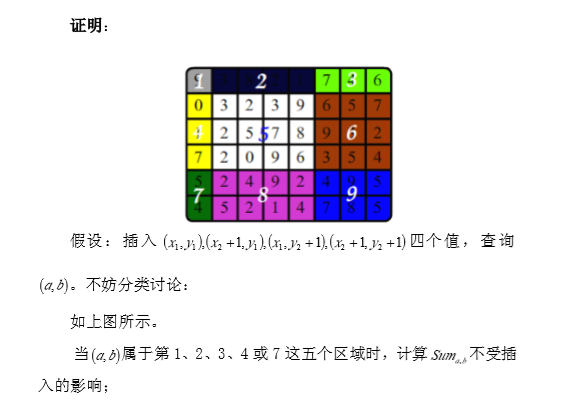 证明:
1 2 7 3 6
0 3 2 3 9 6 5 7
4 2 5 5 7 8 9 6 2
7 2 0 9 6 3 5 4
5 2 4 9 2 4 9 5
7 8 9
4 5 2 1 4 7 8 5
假设：插入 (x₁,y₁),(x₂+1,y₁),(x₁,y₂+1),(x₂+1,y₂+1)四个值，查询
(a,b)。不妨分类讨论：
如上图所示。
当(a,b)属于第 1、2、3、4 或 7 这五个区域时，计算 Sumₐ,b 不受插
入的影响；